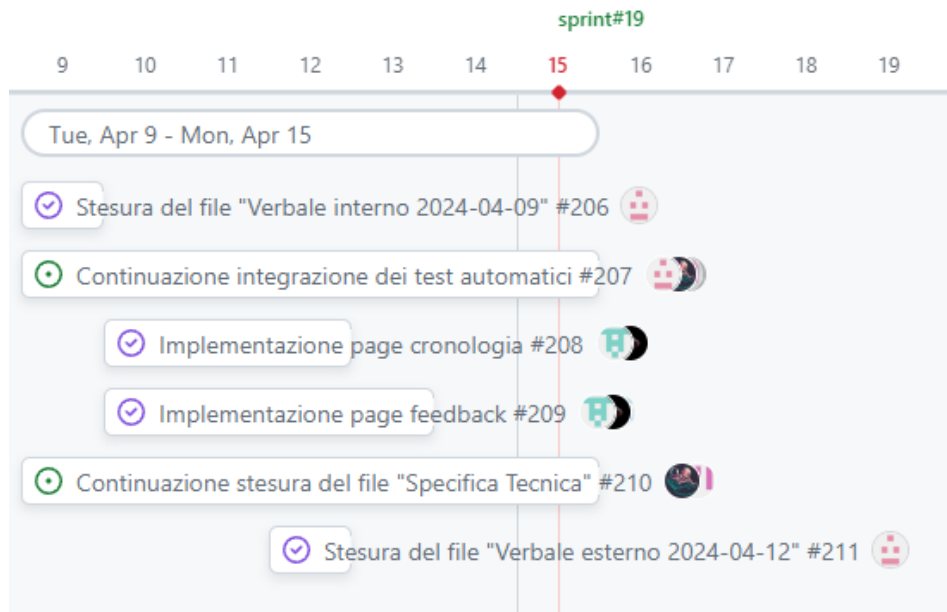 sprint#19
9 10 11 12 13 14 15 16 17 18 19
Tue, Apr 9 - Mon, Apr 15
Stesura del file "Verbale interno 2024-04-09" #206
Continuazione integrazione dei test automatici #207
Implementazione page cronologia #208
Implementazione page feedback #209
Continuazione stesura del file "Specifica Tecnica" #210
Stesura del file "Verbale esterno 2024-04-12" #211